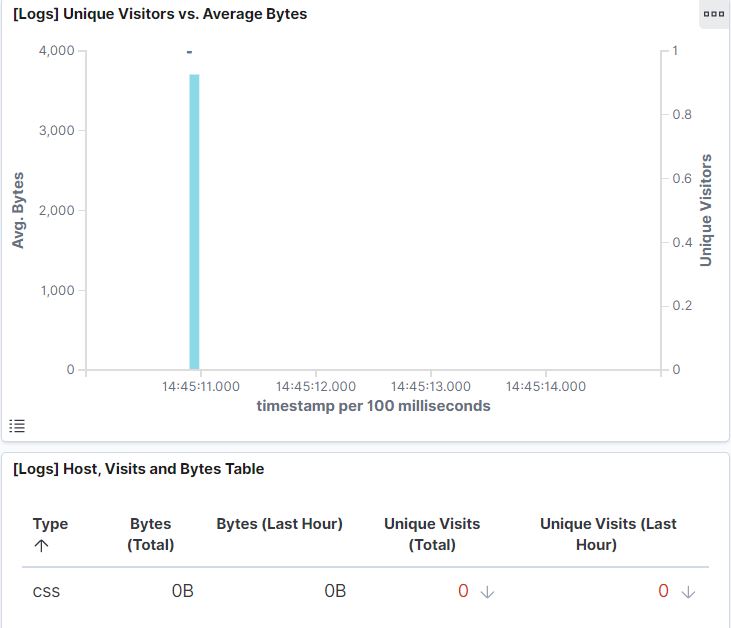 [Logs] Unique Visitors vs. Average Bytes
4,000
3,000
2,000
1,000
0
Avg. Bytes
1
0.8
0.6
0.4
0.2
0
Unique Visitors
14:45:11.000 14:45:12.000 14:45:13.000 14:45:14.000
timestamp per 100 milliseconds
[Logs] Host, Visits and Bytes Table
Type Bytes Bytes (Last Hour) Unique Visits Unique Visits (Last
↑ (Total) (Total) Hour)
css 0B 0B 0 ↓ 0 ↓